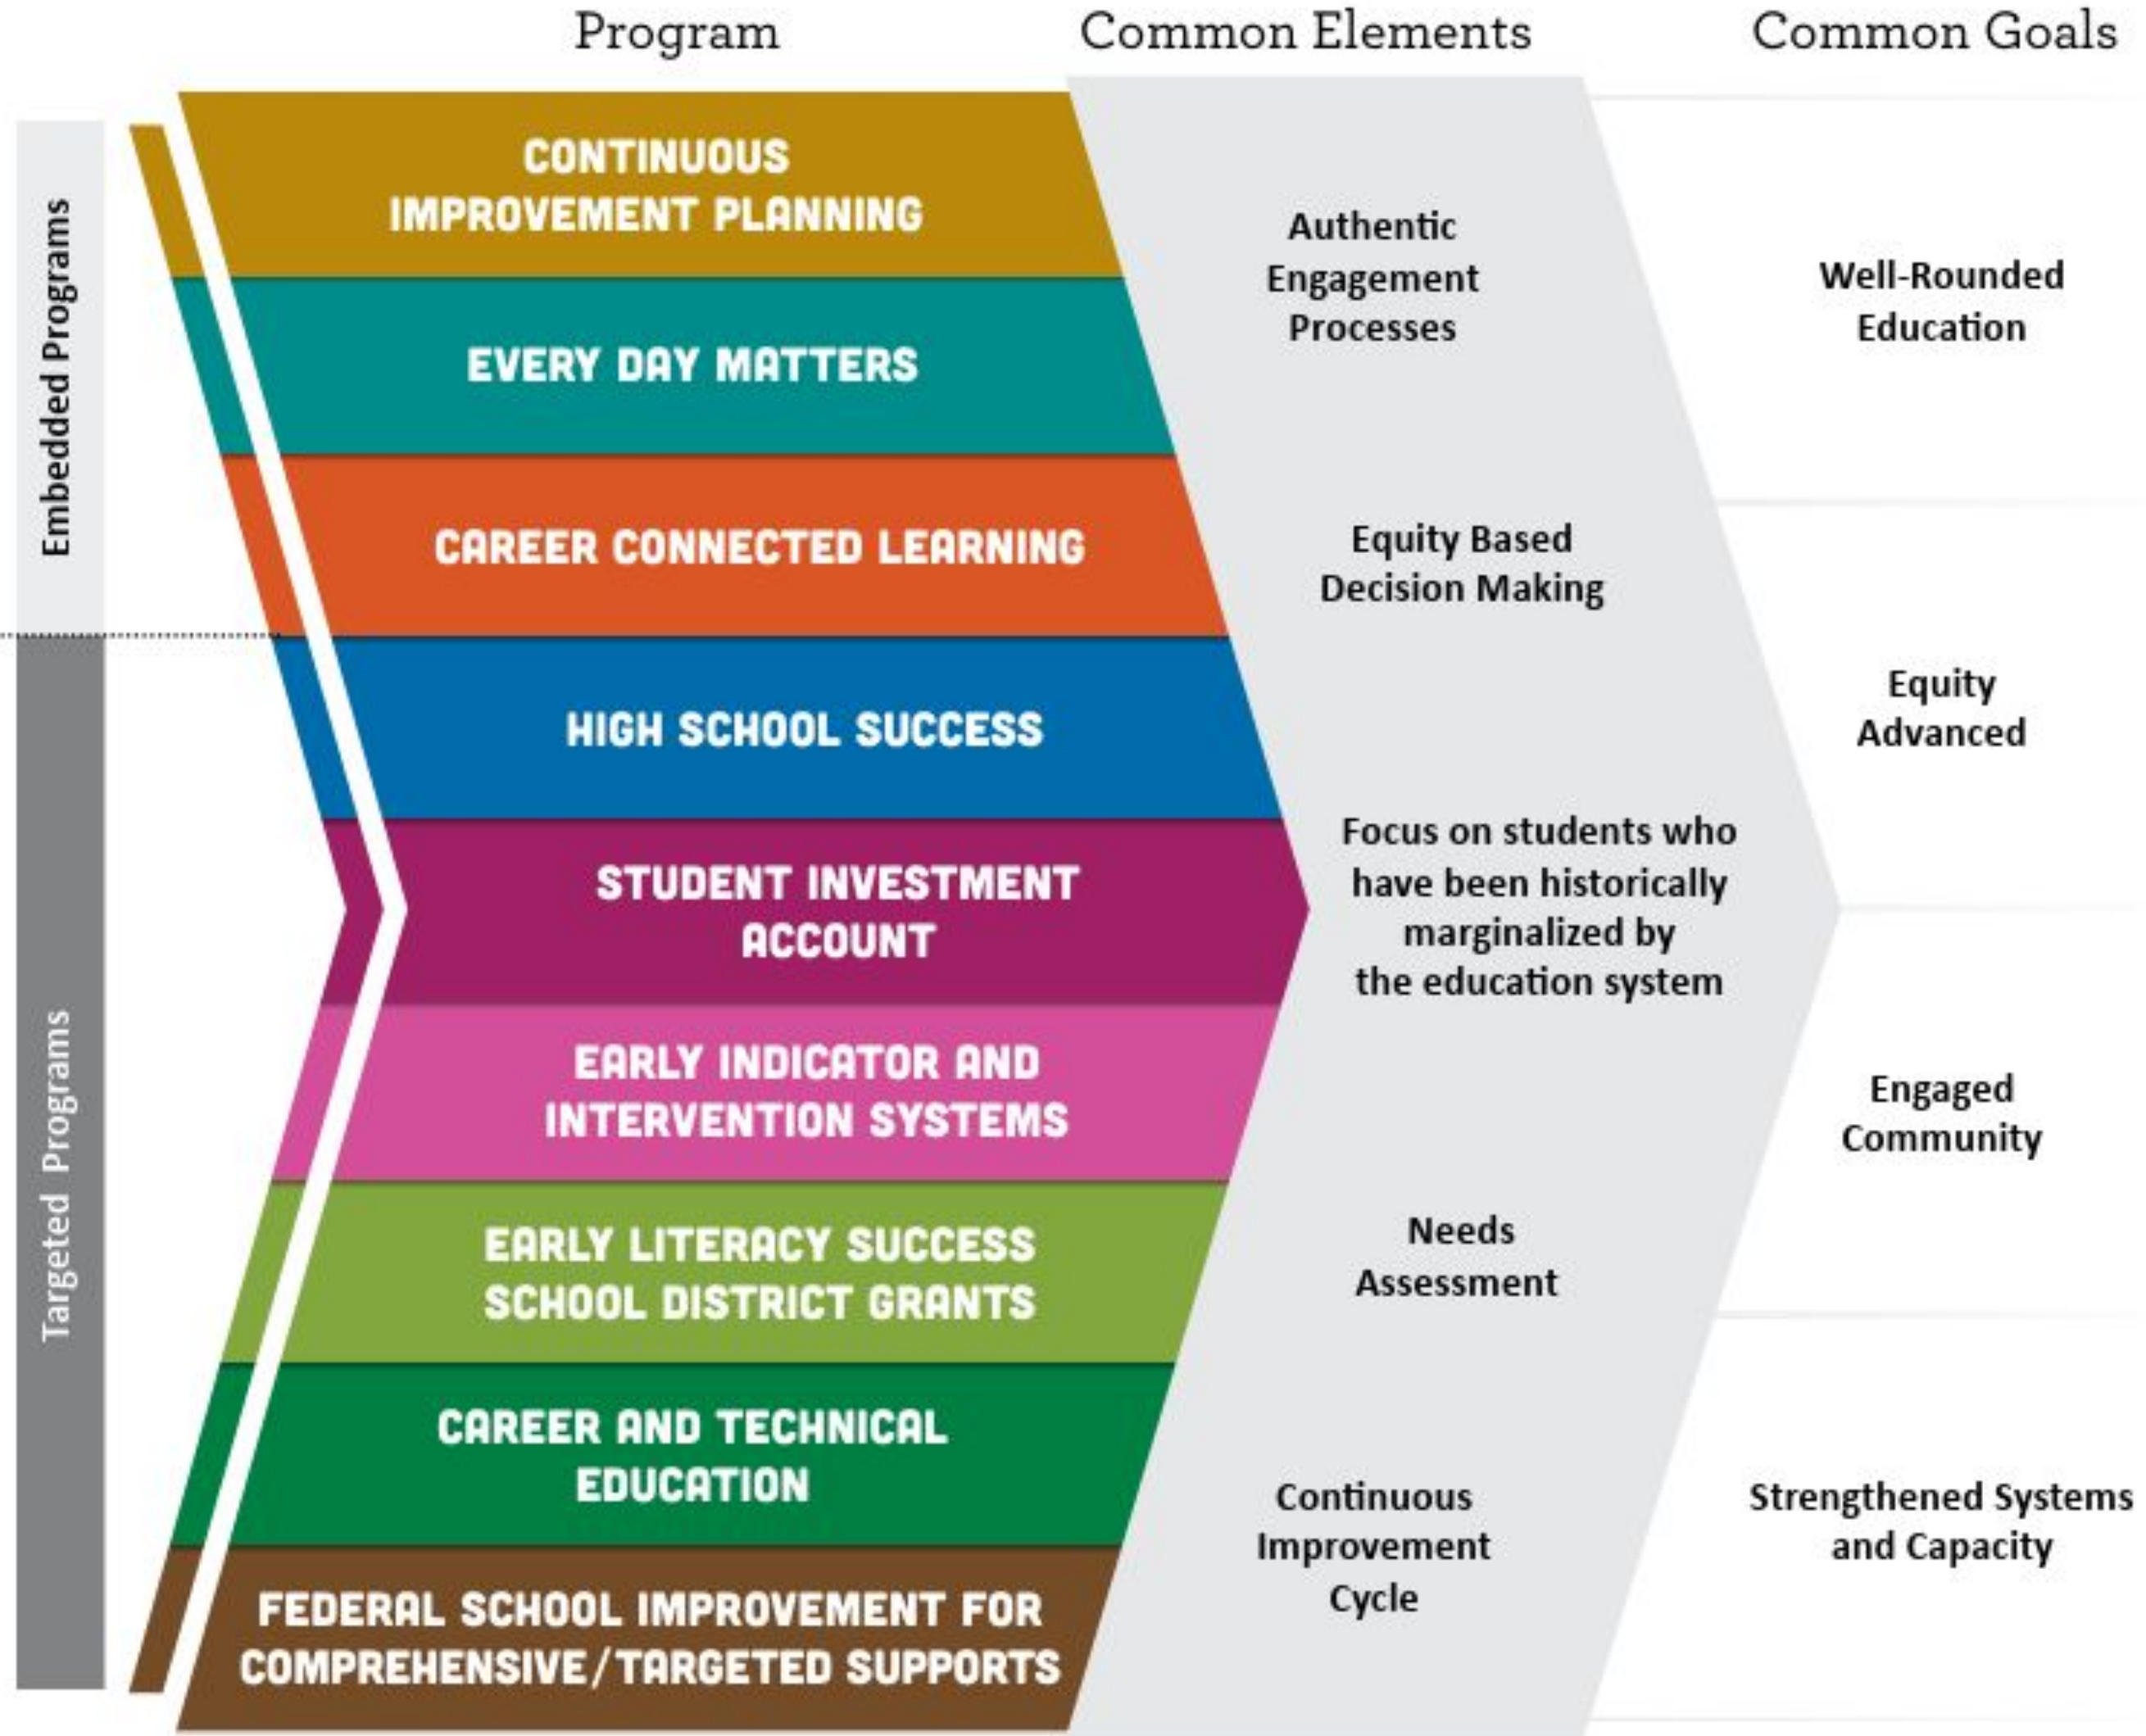 Program
Common Elements
Common Goals
Embedded Programs
Targeted Programs
CONTINUOUS
IMPROVEMENT PLANNING
EVERY DAY MATTERS
CAREER CONNECTED LEARNING
HIGH SCHOOL SUCCESS
STUDENT INVESTMENT
ACCOUNT
EARLY INDICATOR AND
INTERVENTION SYSTEMS
EARLY LITERACY SUCCESS
SCHOOL DISTRICT GRANTS
CAREER AND TECHNICAL
EDUCATION
FEDERAL SCHOOL IMPROVEMENT FOR
COMPREHENSIVE/TARGETED SUPPORTS
Authentic
Engagement
Processes
Equity Based
Decision Making
Focus on students who
have been historically
marginalized by
the education system
Needs
Assessment
Continuous
Improvement
Cycle
Well-Rounded
Education
Equity
Advanced
Engaged
Community
Strengthened Systems
and Capacity